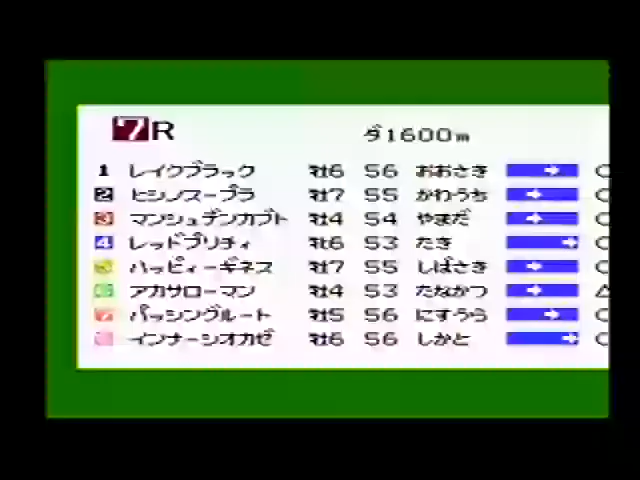 7R ダ1600m
1 レイクブラック 牡6 56 おおさき → ○
2 ヒシノスープラ 牡7 55 かわうち → ○
3 マンシュデンカブト 牡4 54 やまだ → ○
4 レッドプリティ 牝6 53 たき → ○
5 ハッピィーギネス 牡7 55 しばさき → ○
6 アカサローマン 牡4 53 たなかつ → △
7 パッシングルート 牡5 56 にすうら → ○
8 インナーシオカゼ 牡6 56 しかと →